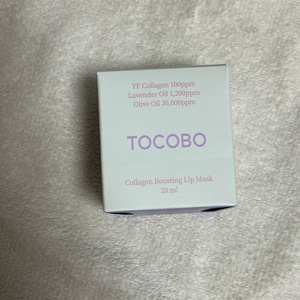 YF Collagen 100ppm
Lavender Oil 1,200ppm
Olive Oil 30,000ppm
TOCOBO
Collagen Boosting Lip Mask
20 ml